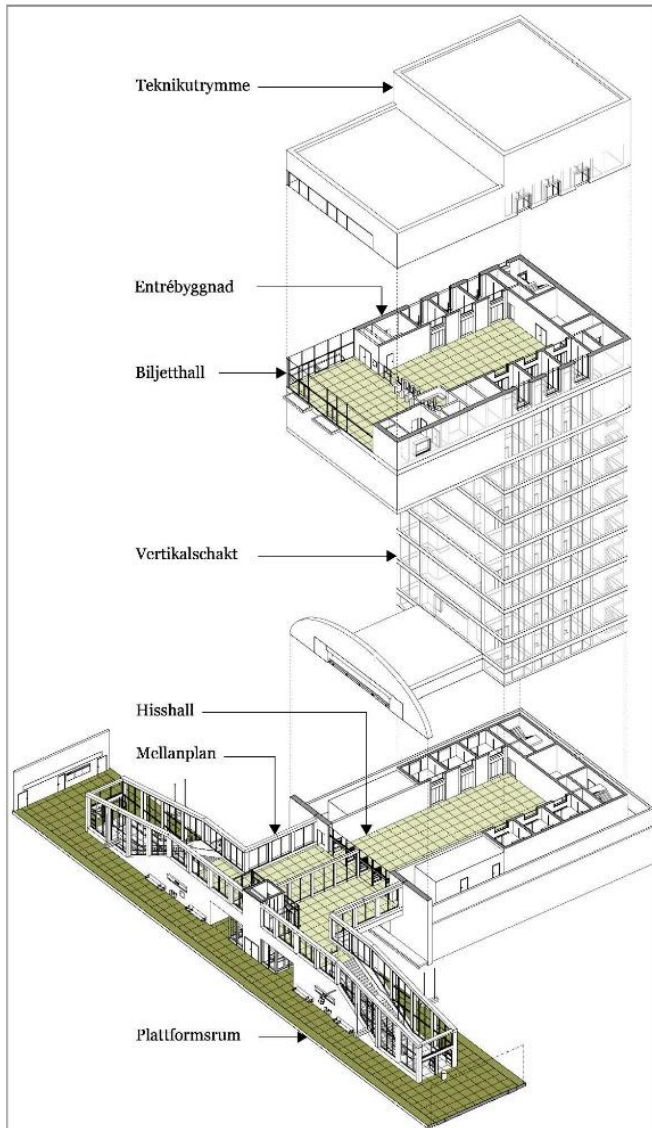 Teknikutrymme
Entrébyggnad
Biljetthall
Vertikalschakt
Hisshall
Mellanplan
Plattformsrum